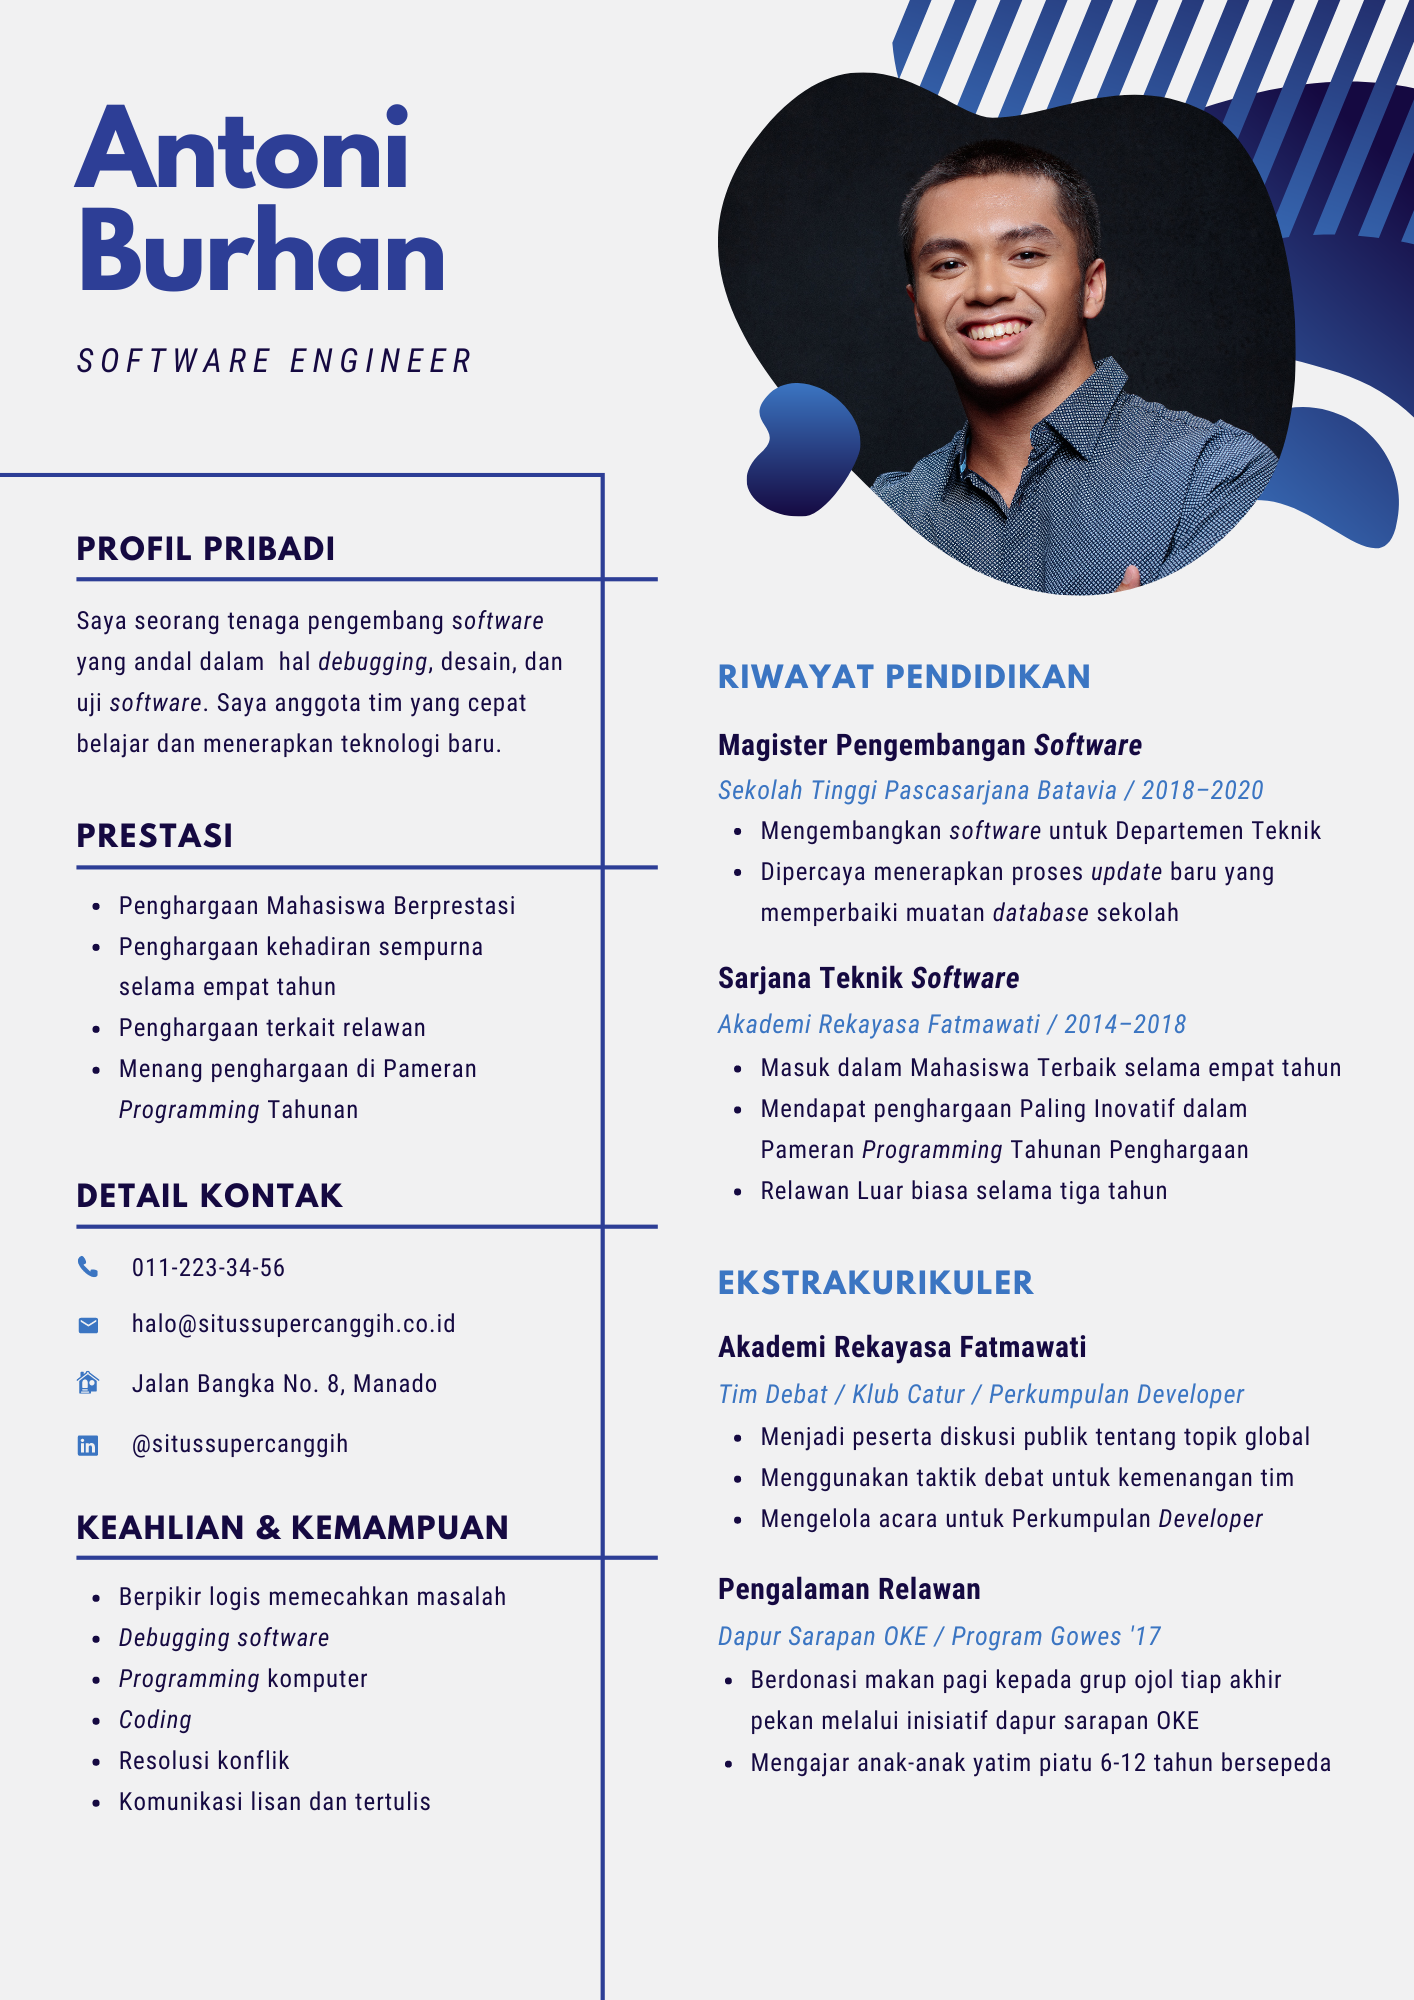 Antoni
Burhan
SOFTWARE ENGINEER
PROFIL PRIBADI
Saya seorang tenaga pengembang software
yang andal dalam  hal debugging, desain, dan
uji software. Saya anggota tim yang cepat
belajar dan menerapkan teknologi baru.
PRESTASI
• Penghargaan Mahasiswa Berprestasi
• Penghargaan kehadiran sempurna
selama empat tahun
• Penghargaan terkait relawan
• Menang penghargaan di Pameran
Programming Tahunan
DETAIL KONTAK
011-223-34-56
halo@situssupercanggih.co.id
Jalan Bangka No. 8, Manado
in @situssupercanggih
KEAHLIAN & KEMAMPUAN
• Berpikir logis memecahkan masalah
• Debugging software
• Programming komputer
• Coding
• Resolusi konflik
• Komunikasi lisan dan tertulis
RIWAYAT PENDIDIKAN
Magister Pengembangan Software
Sekolah Tinggi Pascasarjana Batavia / 2018–2020
• Mengembangkan software untuk Departemen Teknik
• Dipercaya menerapkan proses update baru yang
memperbaiki muatan database sekolah
Sarjana Teknik Software
Akademi Rekayasa Fatmawati / 2014–2018
• Masuk dalam Mahasiswa Terbaik selama empat tahun
• Mendapat penghargaan Paling Inovatif dalam
Pameran Programming Tahunan Penghargaan
• Relawan Luar biasa selama tiga tahun
EKSTRAKURIKULER
Akademi Rekayasa Fatmawati
Tim Debat / Klub Catur / Perkumpulan Developer
• Menjadi peserta diskusi publik tentang topik global
• Menggunakan taktik debat untuk kemenangan tim
• Mengelola acara untuk Perkumpulan Developer
Pengalaman Relawan
Dapur Sarapan OKE / Program Gowes '17
• Berdonasi makan pagi kepada grup ojol tiap akhir
pekan melalui inisiatif dapur sarapan OKE
• Mengajar anak-anak yatim piatu 6-12 tahun bersepeda